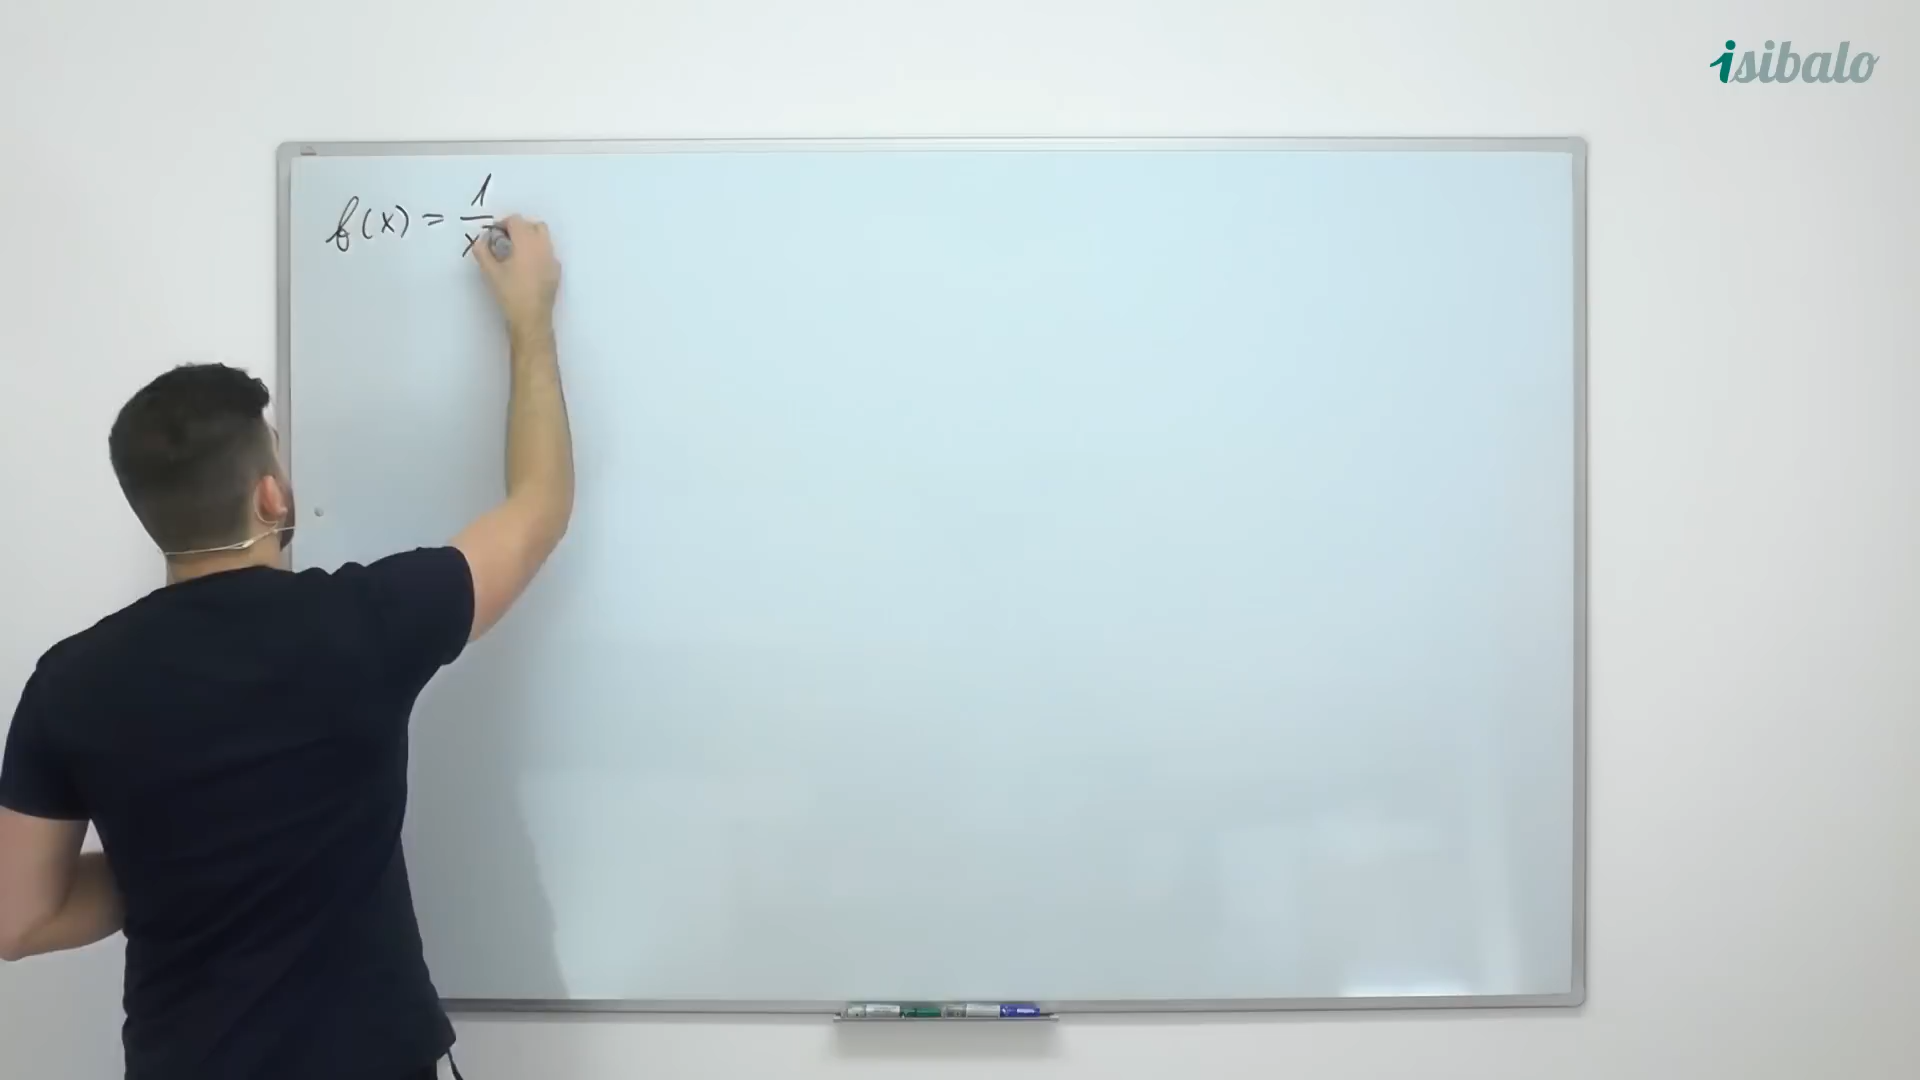 isibalo
f(x) = 1/x